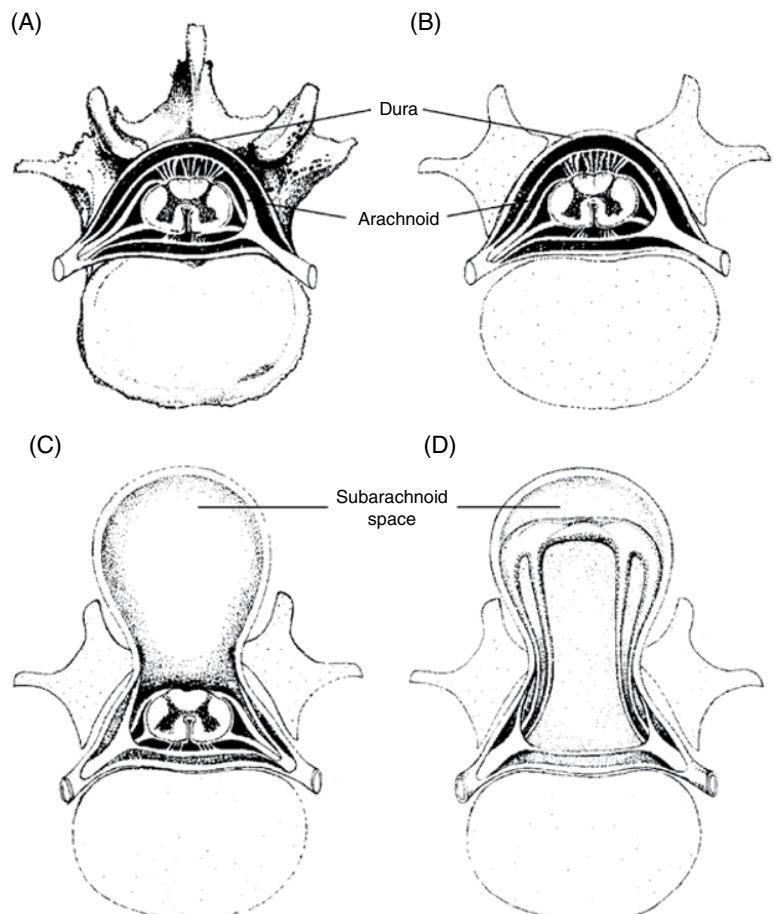 (A)
(B)
Dura
Arachnoid
(C)
(D)
Subarachnoid
space